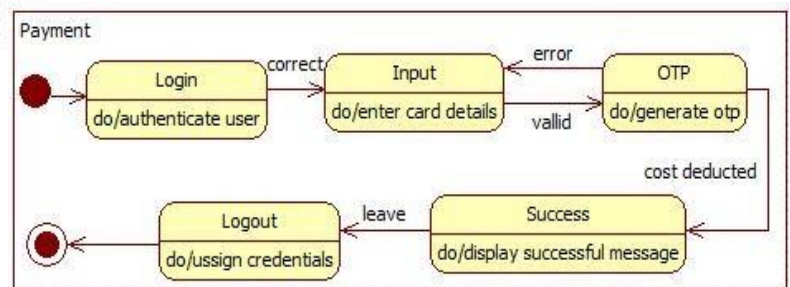 Payment
Login
do/authenticate user
correct
Input
do/enter card details
error
vallid
OTP
do/generate otp
cost deducted
Success
do/display successful message
leave
Logout
do/ussign credentials